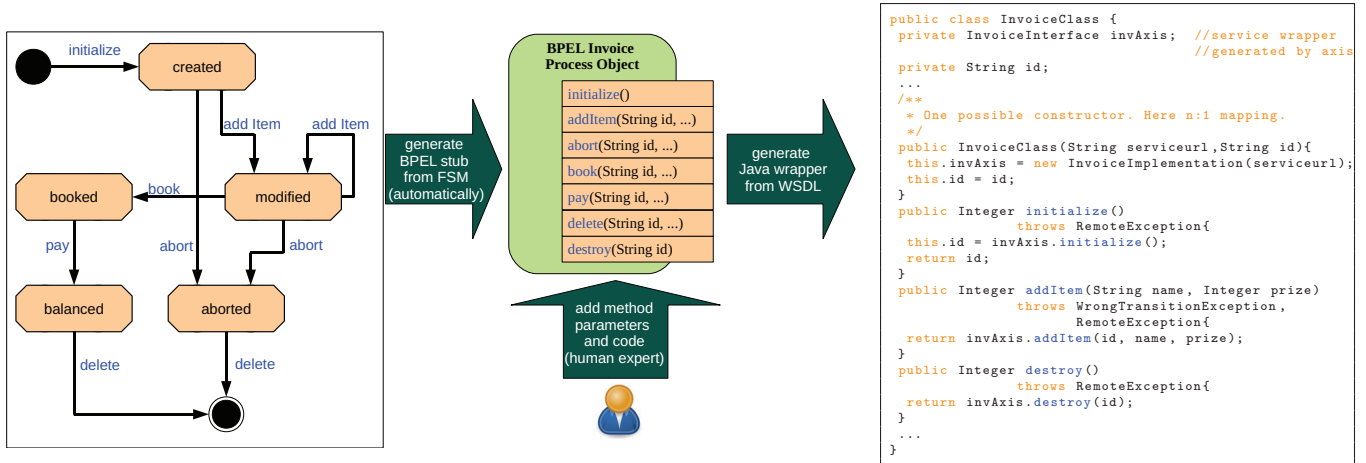 initialize
created
add Item
add Item
book
booked
modified
pay
abort
abort
balanced
aborted
delete
delete
generate
BPEL stub
from FSM
(automatically)
BPEL Invoice
Process Object
initialize()
addItem(String id, ...)
abort(String id, ...)
book(String id, ...)
pay(String id, ...)
delete(String id, ...)
destroy(String id)
add method
parameters
and code
(human expert)
generate
Java wrapper
from WSDL
public class InvoiceClass {
private InvoiceInterface invAxis; //service wrapper
//generated by axis
private String id;
...
/**
* One possible constructor. Here n:1 mapping.
*/
public InvoiceClass(String serviceurl,String id){
this.invAxis = new InvoiceImplementation(serviceurl);
this.id = id;
}
public Integer initialize()
throws RemoteException{
this.id = invAxis.initialize();
return id;
}
public Integer addItem(String name, Integer prize)
throws WrongTransitionException,
RemoteException{
return invAxis.addItem(id, name, prize);
}
public Integer destroy()
throws RemoteException{
return invAxis.destroy(id);
}
...
}